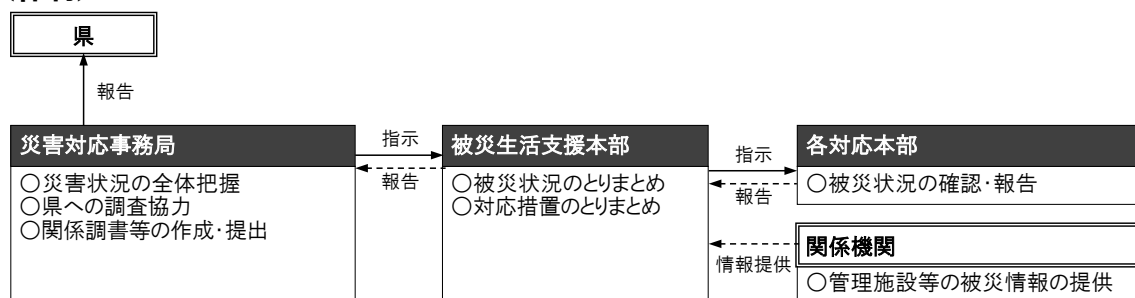 県
報告
災害対応事務局
○災害状況の全体把握
○県への調査協力
○関係調書等の作成・提出
指示
報告
被災生活支援本部
○被災状況のとりまとめ
○対応措置のとりまとめ
指示
報告
情報提供
各対応本部
○被災状況の確認・報告
関係機関
○管理施設等の被災情報の提供